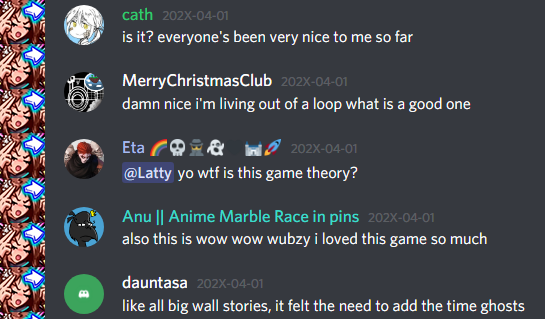 cath 202X-04-01
is it? everyone's been very nice to me so far
MerryChristmasClub 202X-04-01
damn nice i'm living out of a loop what is a good one
Eta 🌈💀🕵️👻 🏰🚀 202X-04-01
@Latty yo wtf is this game theory?
Anu || Anime Marble Race in pins 202X-04-01
also this is wow wow wubzy i loved this game so much
dauntasa 202X-04-01
like all big wall stories, it felt the need to add the time ghosts